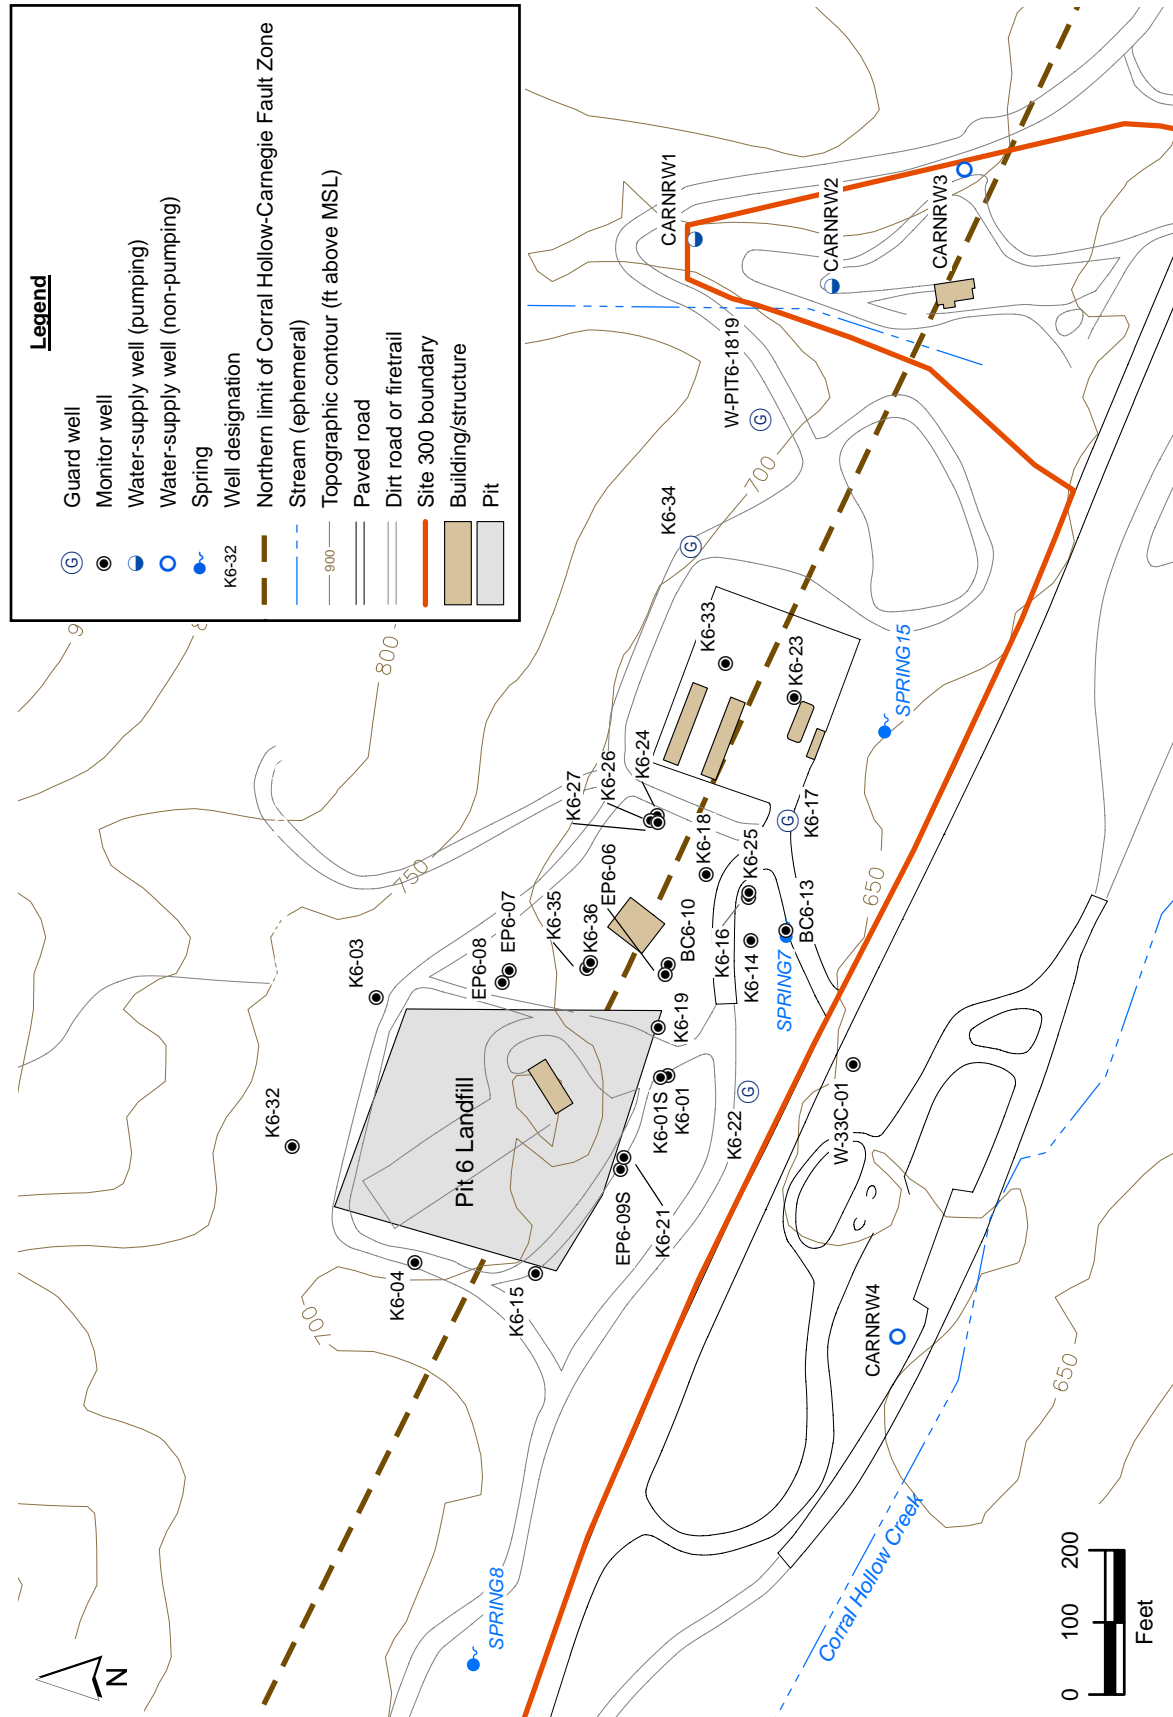 Legend
Guard well
Monitor well
Water-supply well (pumping)
Water-supply well (non-pumping)
Spring
K6-32 Well designation
Northern limit of Corral Hollow-Carnegie Fault Zone
Stream (ephemeral)
900 Topographic contour (ft above MSL)
Paved road
Dirt road or firetrail
Site 300 boundary
Building/structure
Pit
G
N
9
8
800
750
700
700
650
650
K6-32
K6-03
K6-04
K6-15
Pit 6 Landfill
EP6-08
EP6-07
K6-35
K6-36
EP6-06
BC6-10
K6-27
K6-26
K6-24
K6-33
K6-34
G
W-PIT6-1819
G
CARNRW1
CARNRW2
CARNRW3
K6-23
K6-18
K6-25
K6-17
G
K6-16
K6-14
BC6-13
SPRING7
SPRING15
K6-19
K6-01S
K6-01
K6-22
G
EP6-09S
K6-21
W-33C-01
CARNRW4
SPRING8
Corral Hollow Creek
0 100 200
Feet